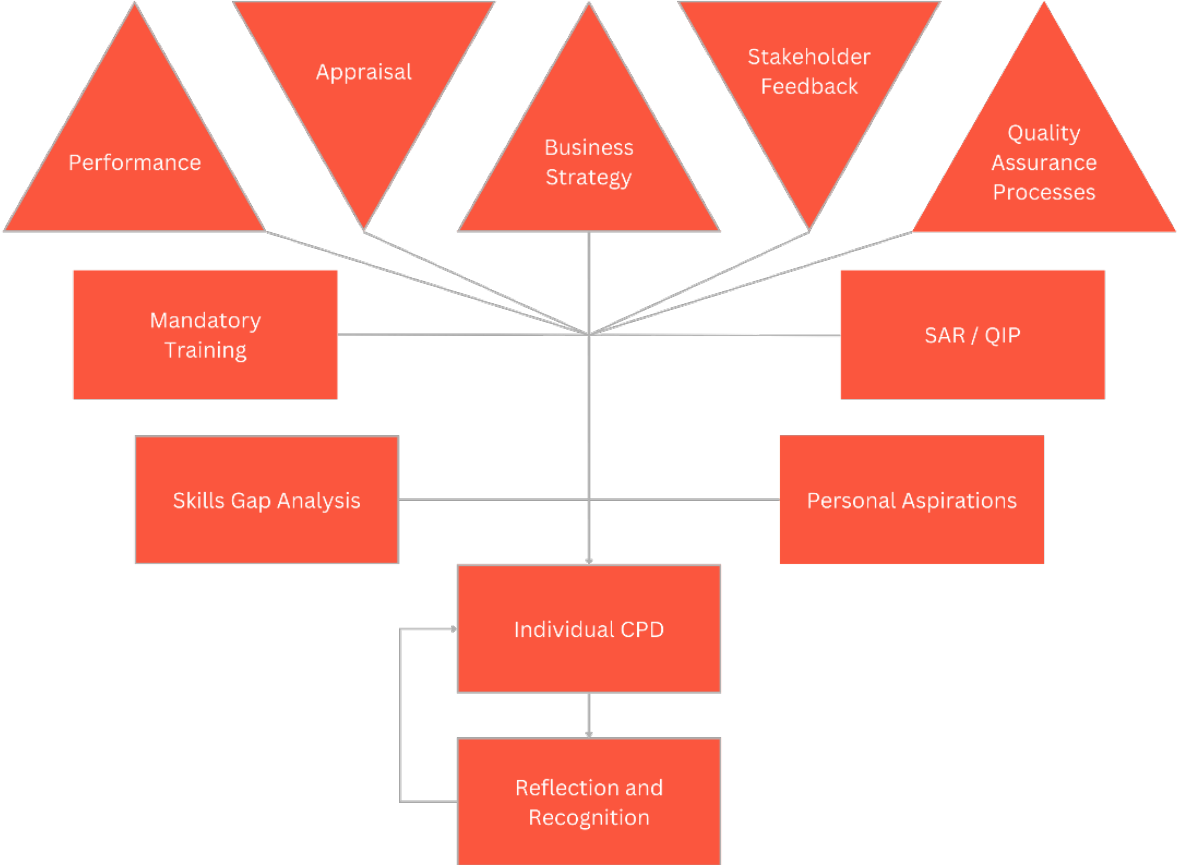 Performance
Appraisal
Business
Strategy
Stakeholder
Feedback
Quality
Assurance
Processes
Mandatory
Training
SAR / QIP
Skills Gap Analysis
Personal Aspirations
Individual CPD
Reflection and
Recognition